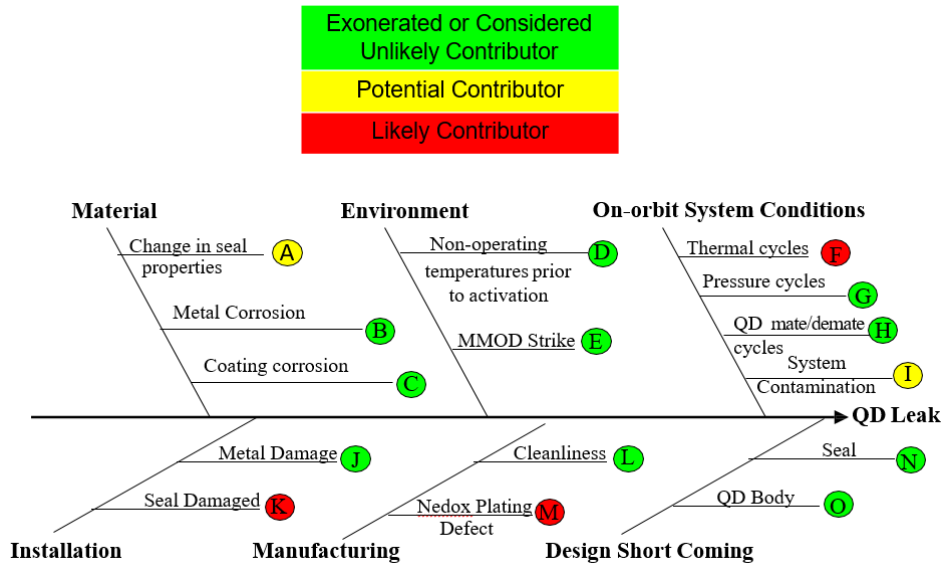 Exonerated or Considered
Unlikely Contributor
Potential Contributor
Likely Contributor
Material
Environment
On-orbit System Conditions
Change in seal
properties
A
Metal Corrosion
B
Coating corrosion
C
Non-operating
temperatures prior
to activation
D
MMOD Strike
E
Thermal cycles
F
Pressure cycles
G
QD mate/demate
cycles
H
System
Contamination
I
QD Leak
Metal Damage
J
Seal Damaged
K
Cleanliness
L
Nedox Plating
Defect
M
Seal
N
QD Body
O
Installation
Manufacturing
Design Short Coming